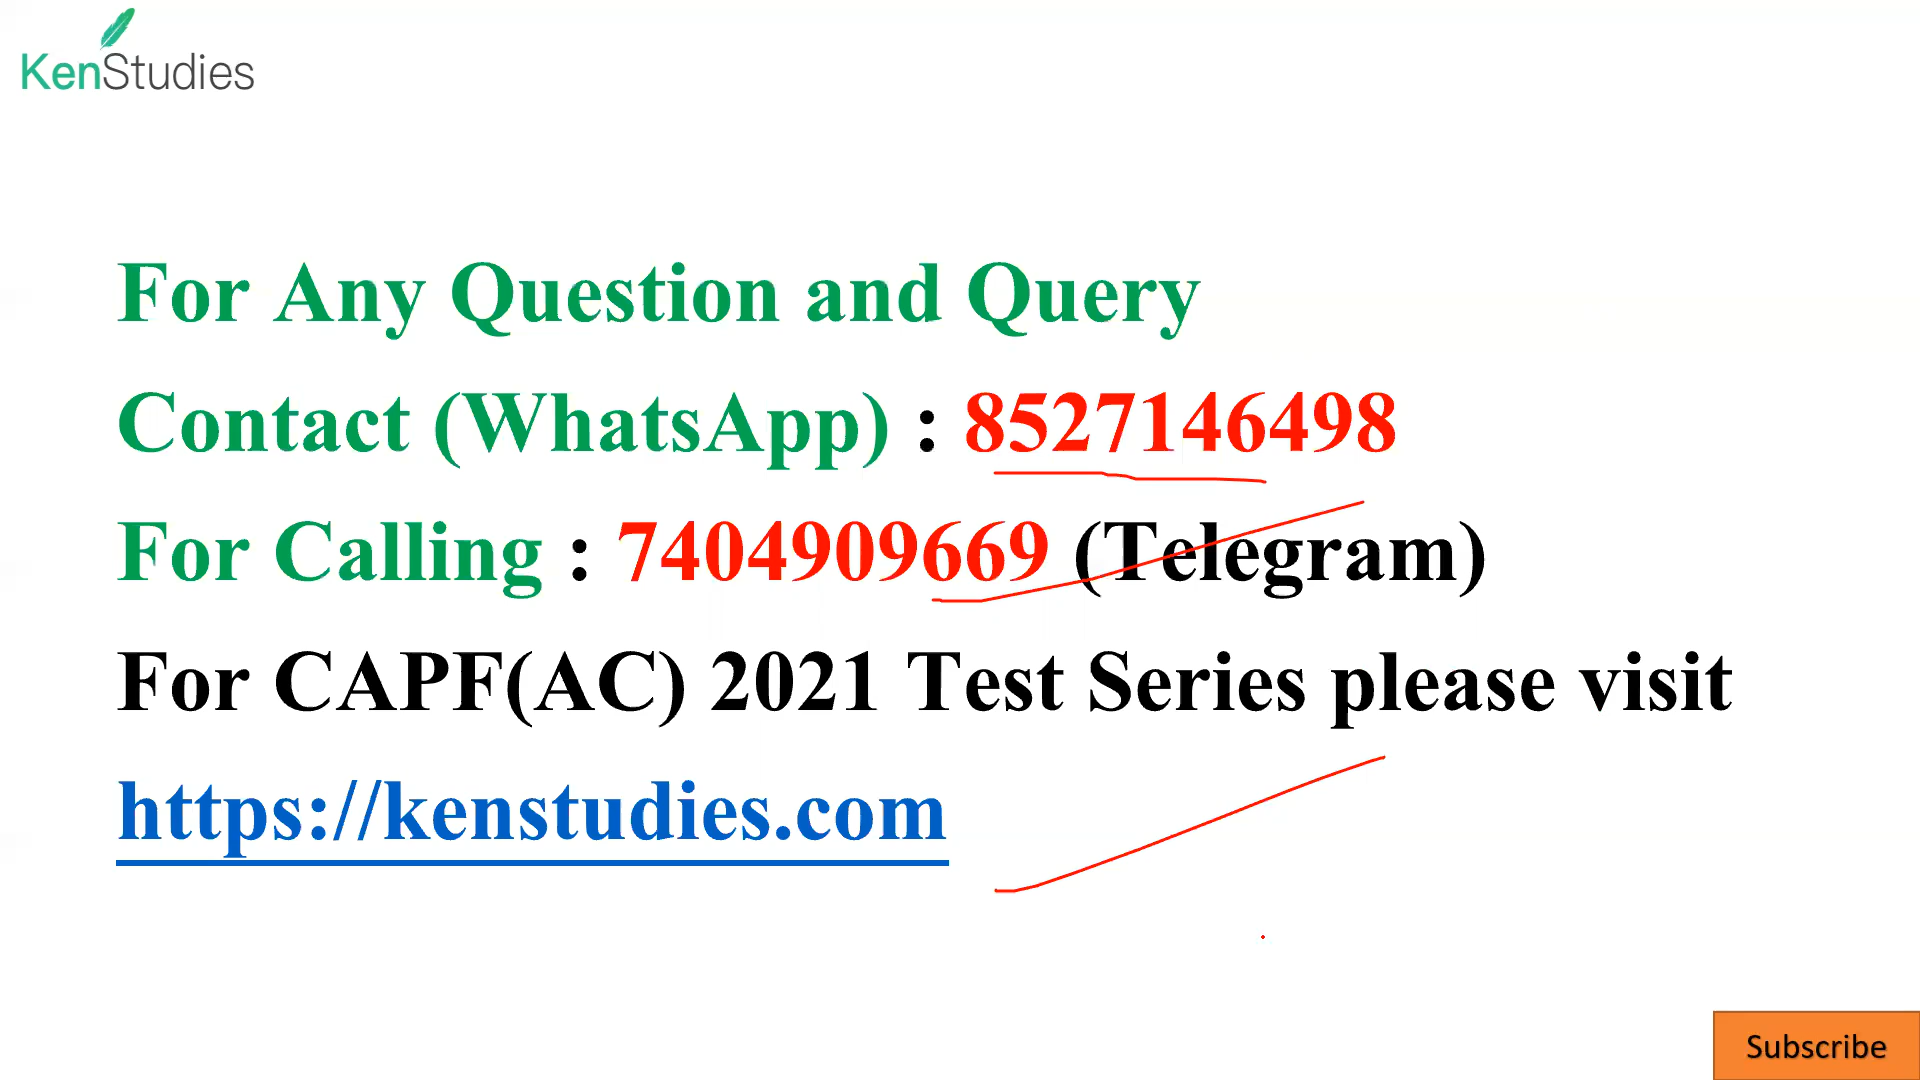 KenStudies
For Any Question and Query
Contact (WhatsApp) : 8527146498
For Calling : 7404909669 (Telegram)
For CAPF(AC) 2021 Test Series please visit
https://kenstudies.com
Subscribe